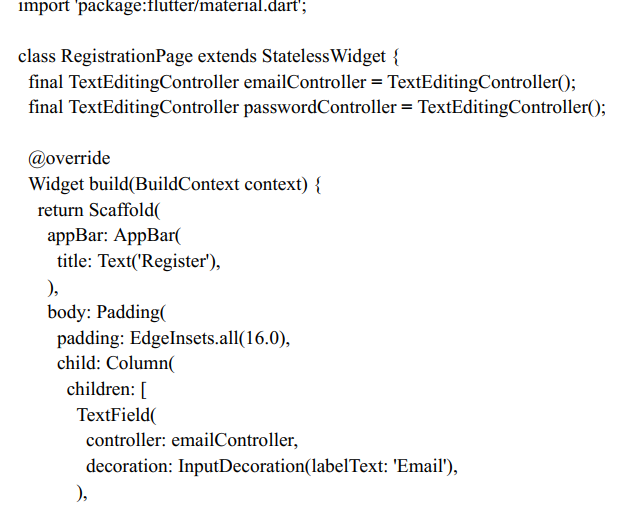 import 'package:flutter/material.dart';
class RegistrationPage extends StatelessWidget {
final TextEditingController emailController = TextEditingController();
final TextEditingController passwordController = TextEditingController();
@override
Widget build(BuildContext context) {
return Scaffold(
appBar: AppBar(
title: Text('Register'),
),
body: Padding(
padding: EdgeInsets.all(16.0),
child: Column(
children: [
TextField(
controller: emailController,
decoration: InputDecoration(labelText: 'Email'),
),